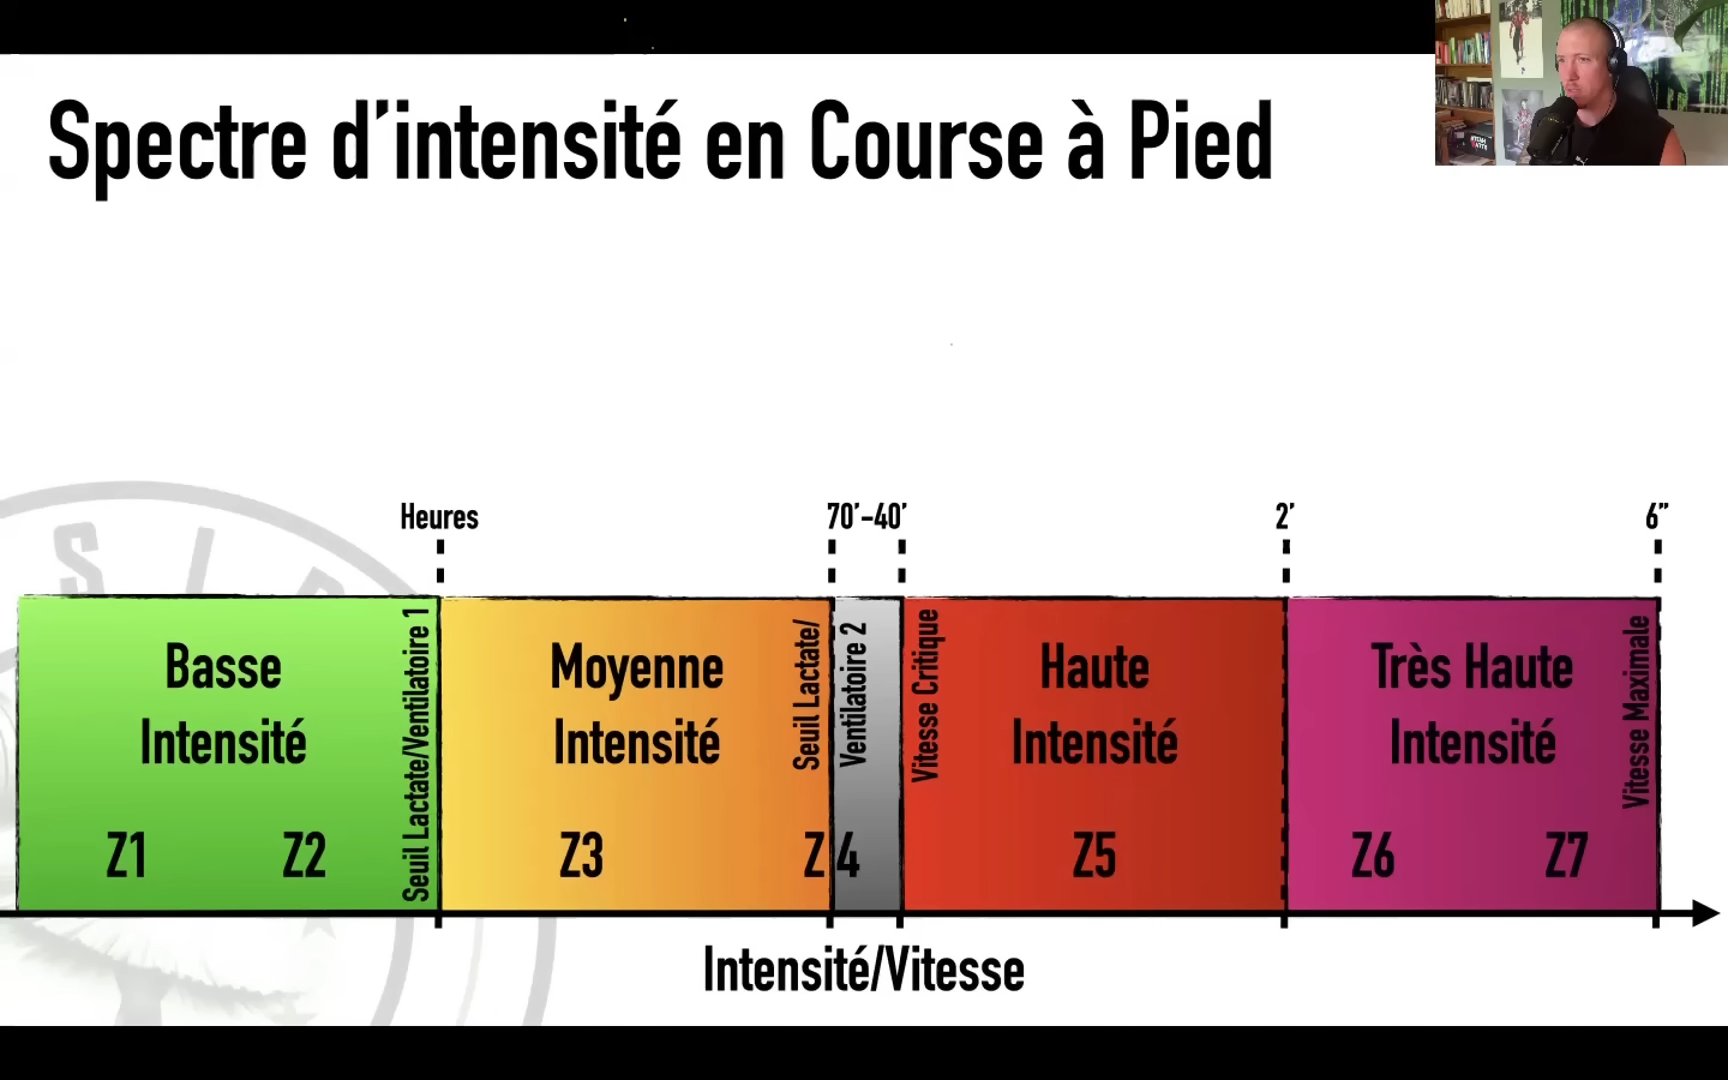 Spectre d'intensité en Course à Pied
Heures
70'-40'
2'
6"
Basse
Intensité
Z1
Z2
Seuil Lactate/Ventilatoire 1
Moyenne
Intensité
Z3
Seuil Lactate/
Ventilatoire 2
Z4
Vitesse Critique
Haute
Intensité
Z5
Très Haute
Intensité
Z6
Z7
Vitesse Maximale
Intensité/Vitesse